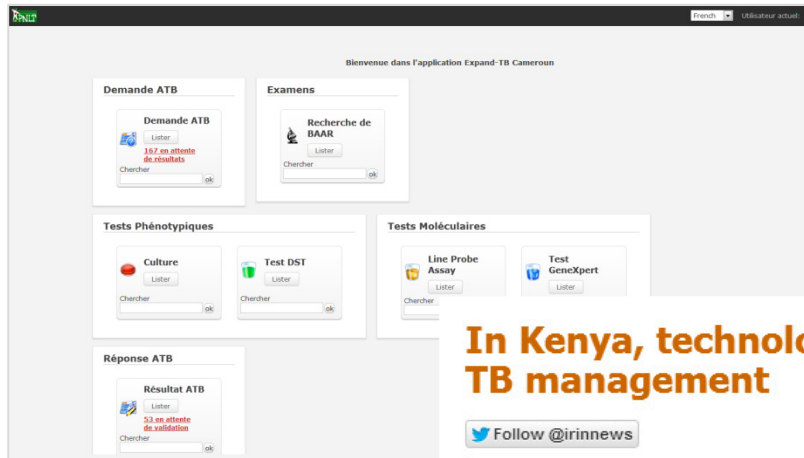 PNLT
French
Utilisateur actuel:
Bienvenue dans l'application Expand-TB Cameroun
Demande ATB
Examens
Demande ATB
Lister
167 en attente
de résultats
Chercher
ok
Recherche de
BAAR
Lister
Chercher
ok
Tests Phénotypiques
Tests Moléculaires
Culture
Lister
Chercher
ok
Test DST
Lister
Chercher
ok
Line Probe
Assay
Lister
Chercher
Test
GeneXpert
Lister
In Kenya, technolo
TB management
Follow @irinnews
Réponse ATB
Résultat ATB
Lister
53 en attente
de validation
Chercher
ok